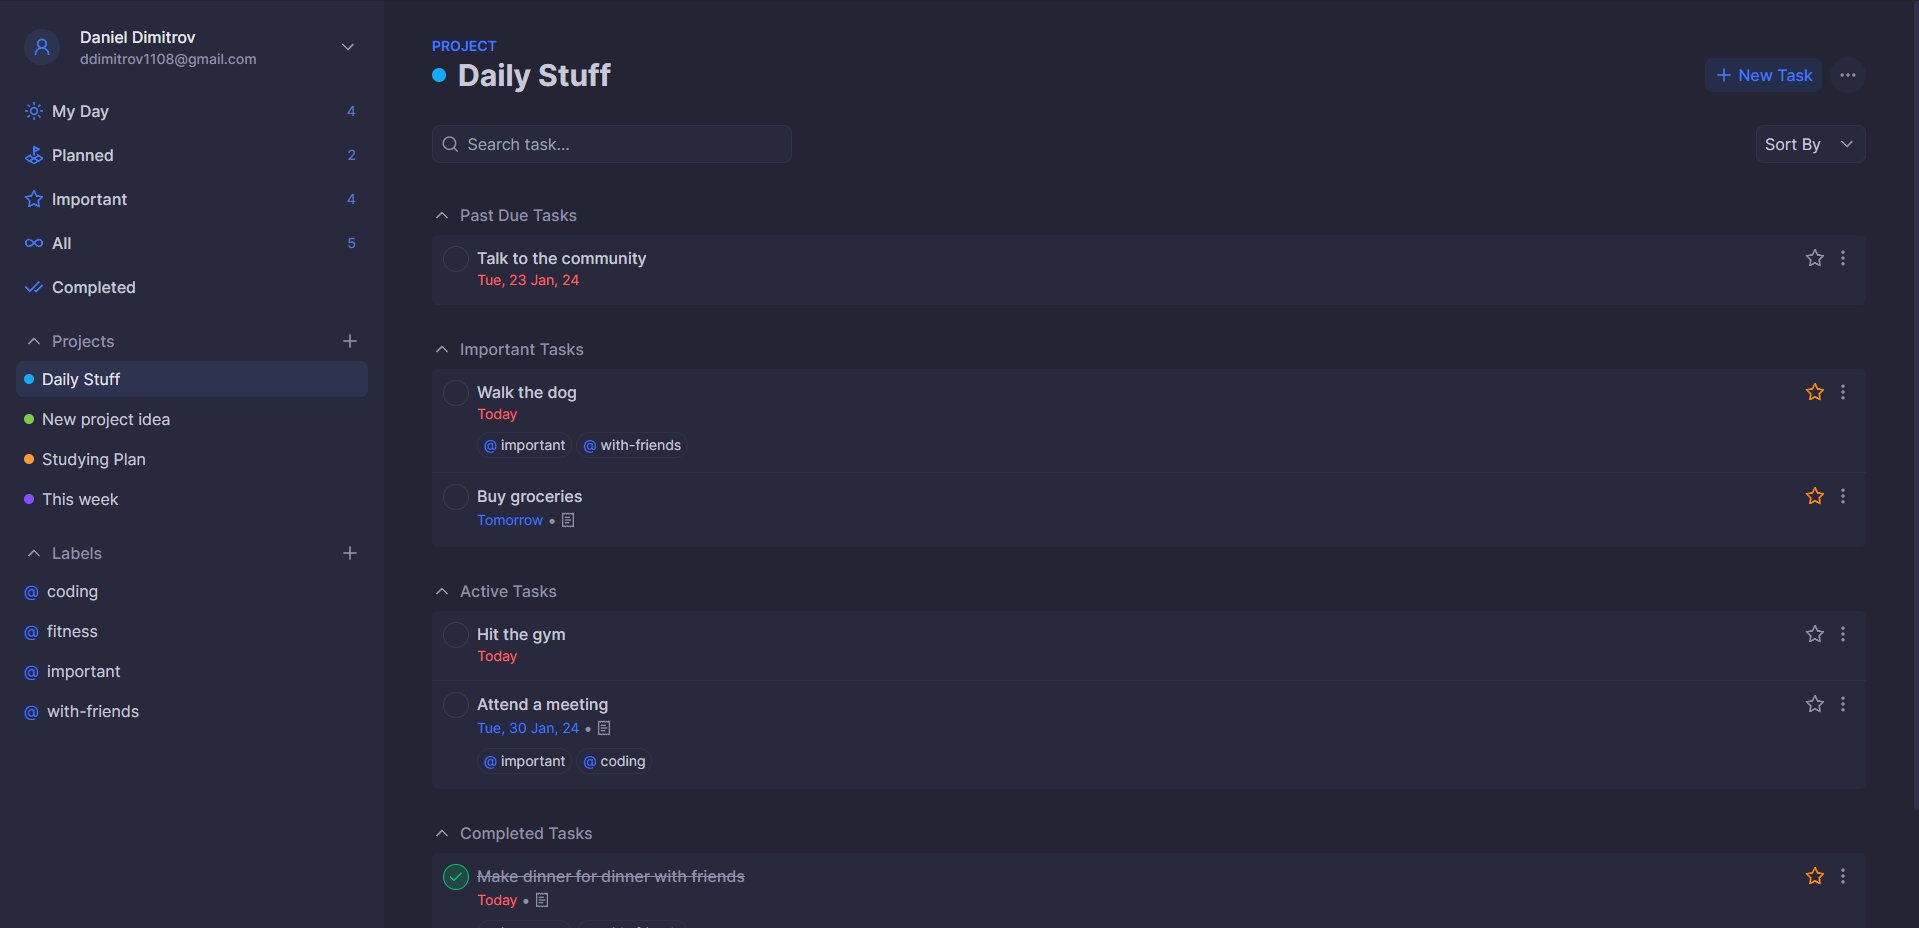 Daniel Dimitrov
ddimitrov1108@gmail.com
My Day 4
Planned 2
Important 4
All 5
Completed
Projects
Daily Stuff
New project idea
Studying Plan
This week
Labels
@ coding
@ fitness
@ important
@ with-friends
PROJECT
Daily Stuff
+ New Task
Search task...
Sort By
Past Due Tasks
Talk to the community
Tue, 23 Jan, 24
Important Tasks
Walk the dog
Today
@ important @ with-friends
Buy groceries
Tomorrow •
Active Tasks
Hit the gym
Today
Attend a meeting
Tue, 30 Jan, 24 •
@ important @ coding
Completed Tasks
Make dinner for dinner with friends
Today •